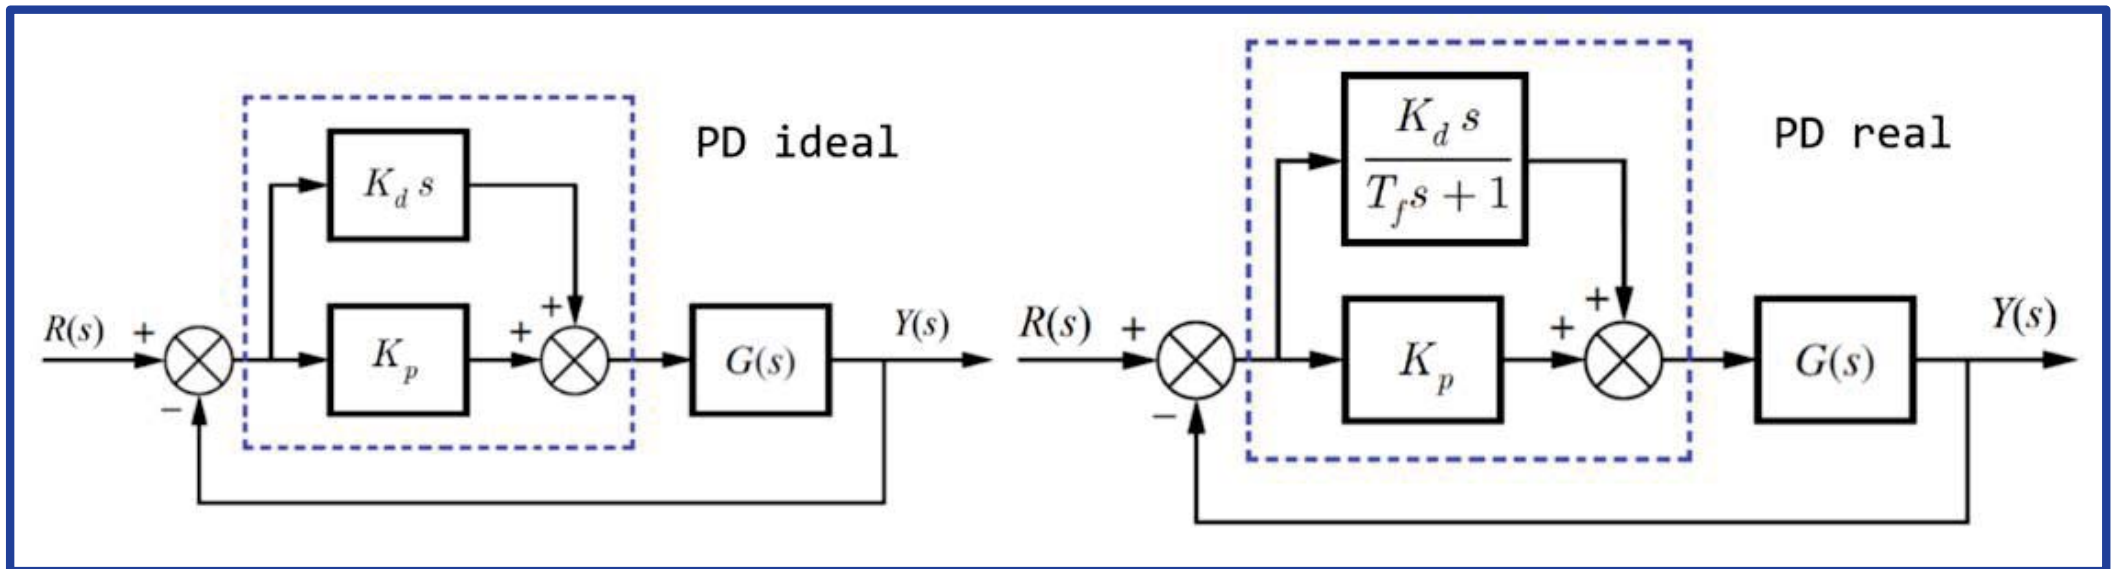 PD ideal
K_d s
R(s)
+
−
K_p
+
+
G(s)
Y(s)
PD real
K_d s
T_f s + 1
R(s)
+
−
K_p
+
+
G(s)
Y(s)